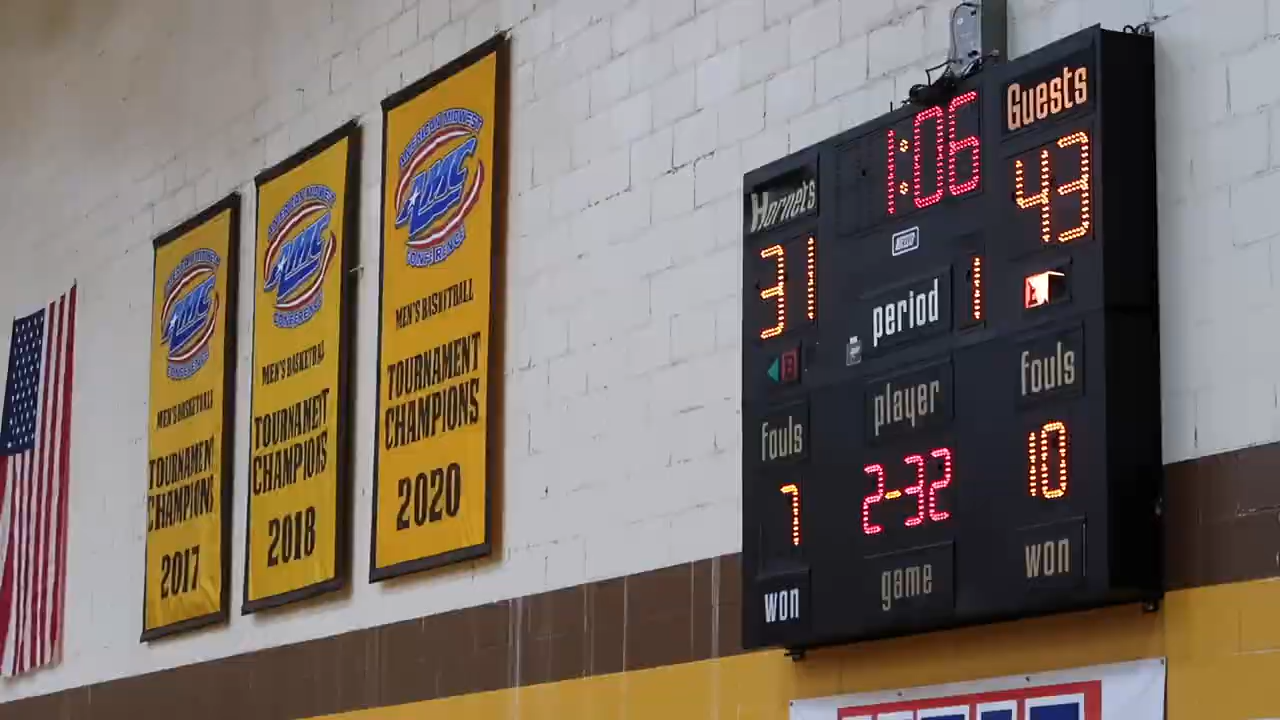 AMERICAN MIDWEST
AMC
CONFERENCE
MEN'S BASKETBALL
TOURNAMENT
CHAMPIONS
2017
AMERICAN MIDWEST
AMC
CONFERENCE
MEN'S BASKETBALL
TOURNAMENT
CHAMPIONS
2018
AMERICAN MIDWEST
AMC
CONFERENCE
MEN'S BASKETBALL
TOURNAMENT
CHAMPIONS
2020
Hornets
1:06
Guests
31
43
period
1
B
fouls
player
fouls
7
2-32
10
won
game
won